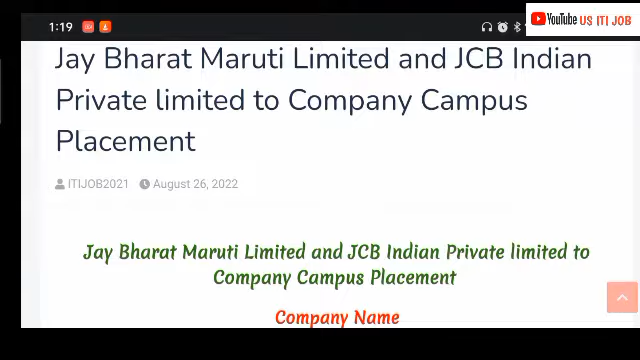 1:19
YouTube US ITI JOB
Jay Bharat Maruti Limited and JCB Indian
Private limited to Company Campus
Placement
ITIJOB2021 August 26, 2022
Jay Bharat Maruti Limited and JCB Indian Private limited to
Company Campus Placement
Company Name